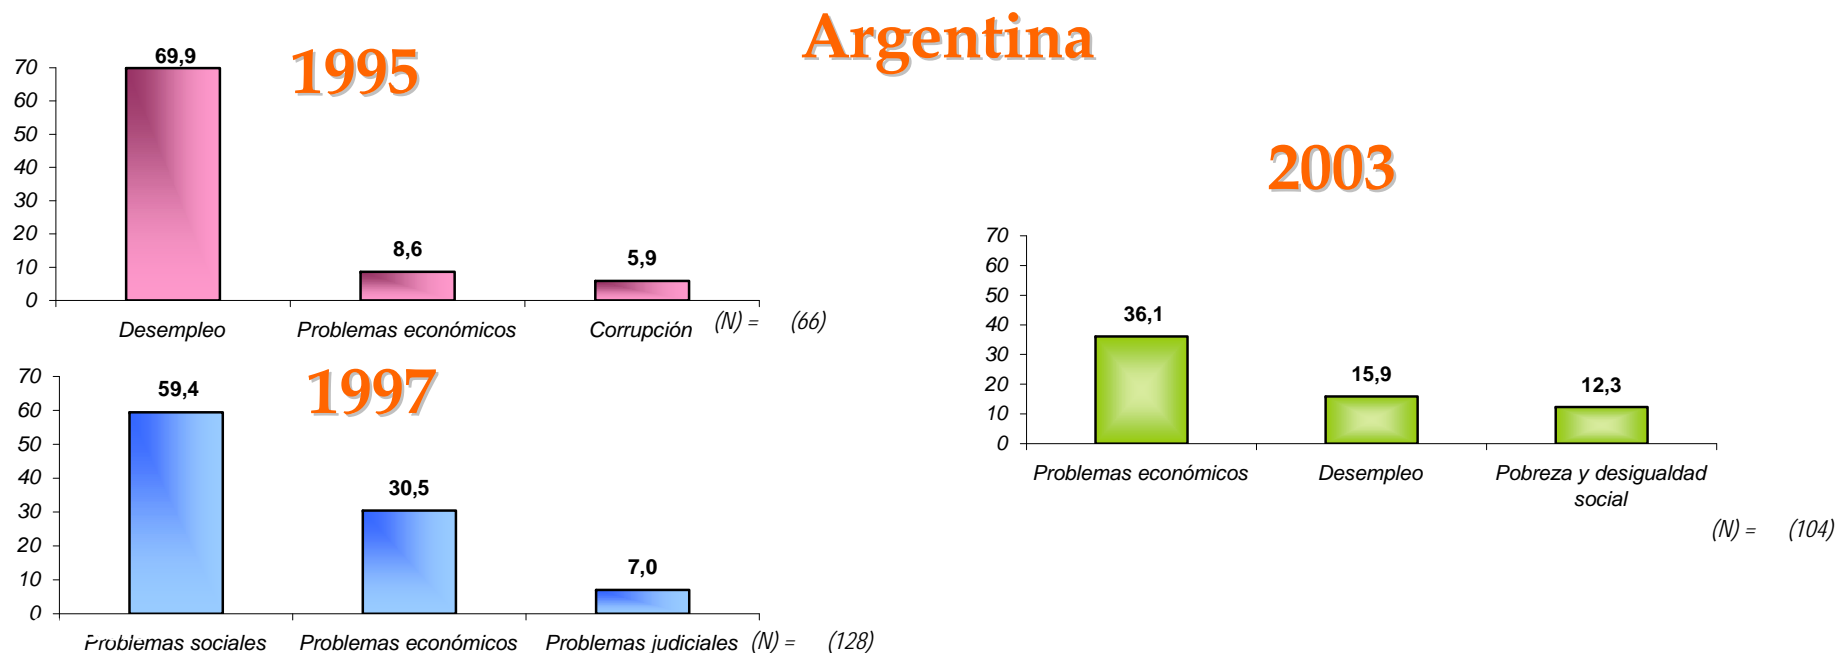 Argentina
1995
70
60
50
40
30
20
10
0
69,9
8,6
5,9
Desempleo
Problemas económicos
Corrupción
(N) = (66)
1997
70
60
50
40
30
20
10
0
59,4
30,5
7,0
Problemas sociales
Problemas económicos
Problemas judiciales
(N) = (128)
2003
70
60
50
40
30
20
10
0
36,1
15,9
12,3
Problemas económicos
Desempleo
Pobreza y desigualdad
social
(N) = (104)